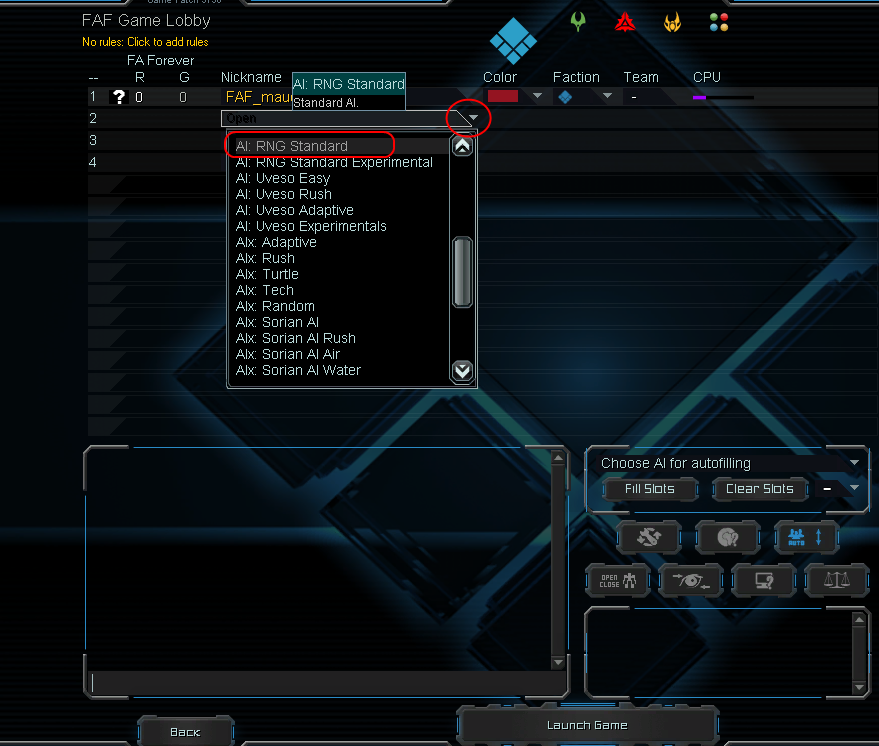 FAF Game Lobby
No rules: Click to add rules
FA Forever
-- R G Nickname Color Faction Team CPU
AI: RNG Standard
Standard AI.
1 ? 0 0 FAF_mau -
2 Open
3
4
AI: RNG Standard
AI: RNG Standard Experimental
AI: Uveso Easy
AI: Uveso Rush
AI: Uveso Adaptive
AI: Uveso Experimentals
AIx: Adaptive
AIx: Rush
AIx: Turtle
AIx: Tech
AIx: Random
AIx: Sorian AI
AIx: Sorian AI Rush
AIx: Sorian AI Air
AIx: Sorian AI Water
Choose AI for autofilling
Fill Slots Clear Slots -
AUTO
OPEN
CLOSE
Back
Launch Game